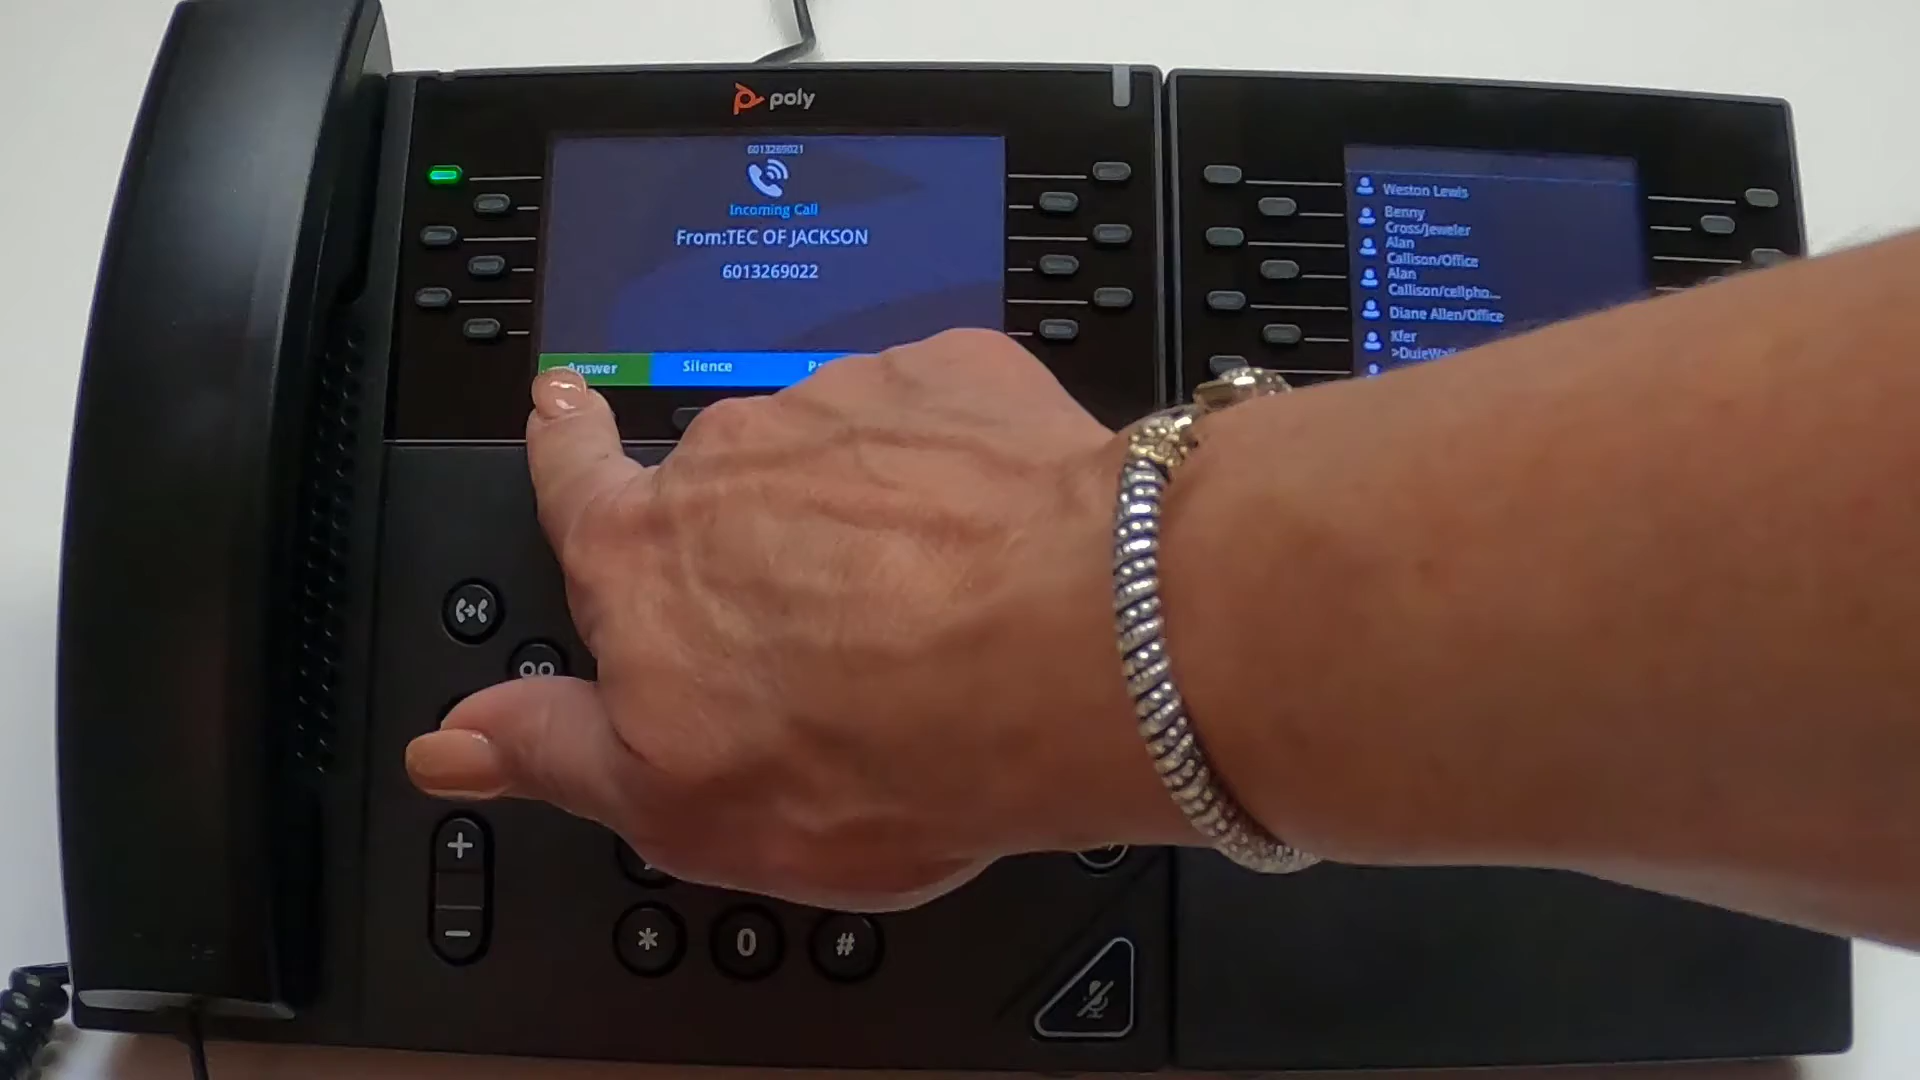 poly
6013269021
Incoming Call
From:TEC OF JACKSON
6013269022
Answer
Silence
Weston Lewis
Benny
Cross/Jeweler
Alan
Callison/Office
Alan
Callison/cellpho...
Diane Allen/Office
Xfer
+
−
*
0
#